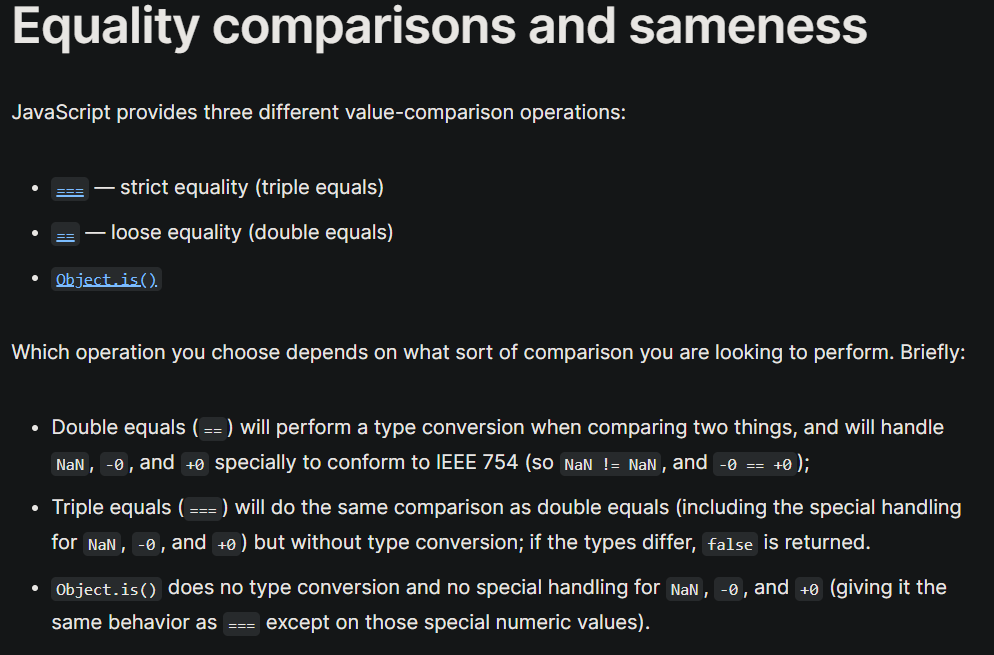 Equality comparisons and sameness
JavaScript provides three different value-comparison operations:
• === — strict equality (triple equals)
• == — loose equality (double equals)
• Object.is()
Which operation you choose depends on what sort of comparison you are looking to perform. Briefly:
• Double equals (==) will perform a type conversion when comparing two things, and will handle
NaN, -0, and +0 specially to conform to IEEE 754 (so NaN != NaN, and -0 == +0);
• Triple equals (===) will do the same comparison as double equals (including the special handling
for NaN, -0, and +0) but without type conversion; if the types differ, false is returned.
• Object.is() does no type conversion and no special handling for NaN, -0, and +0 (giving it the
same behavior as === except on those special numeric values).